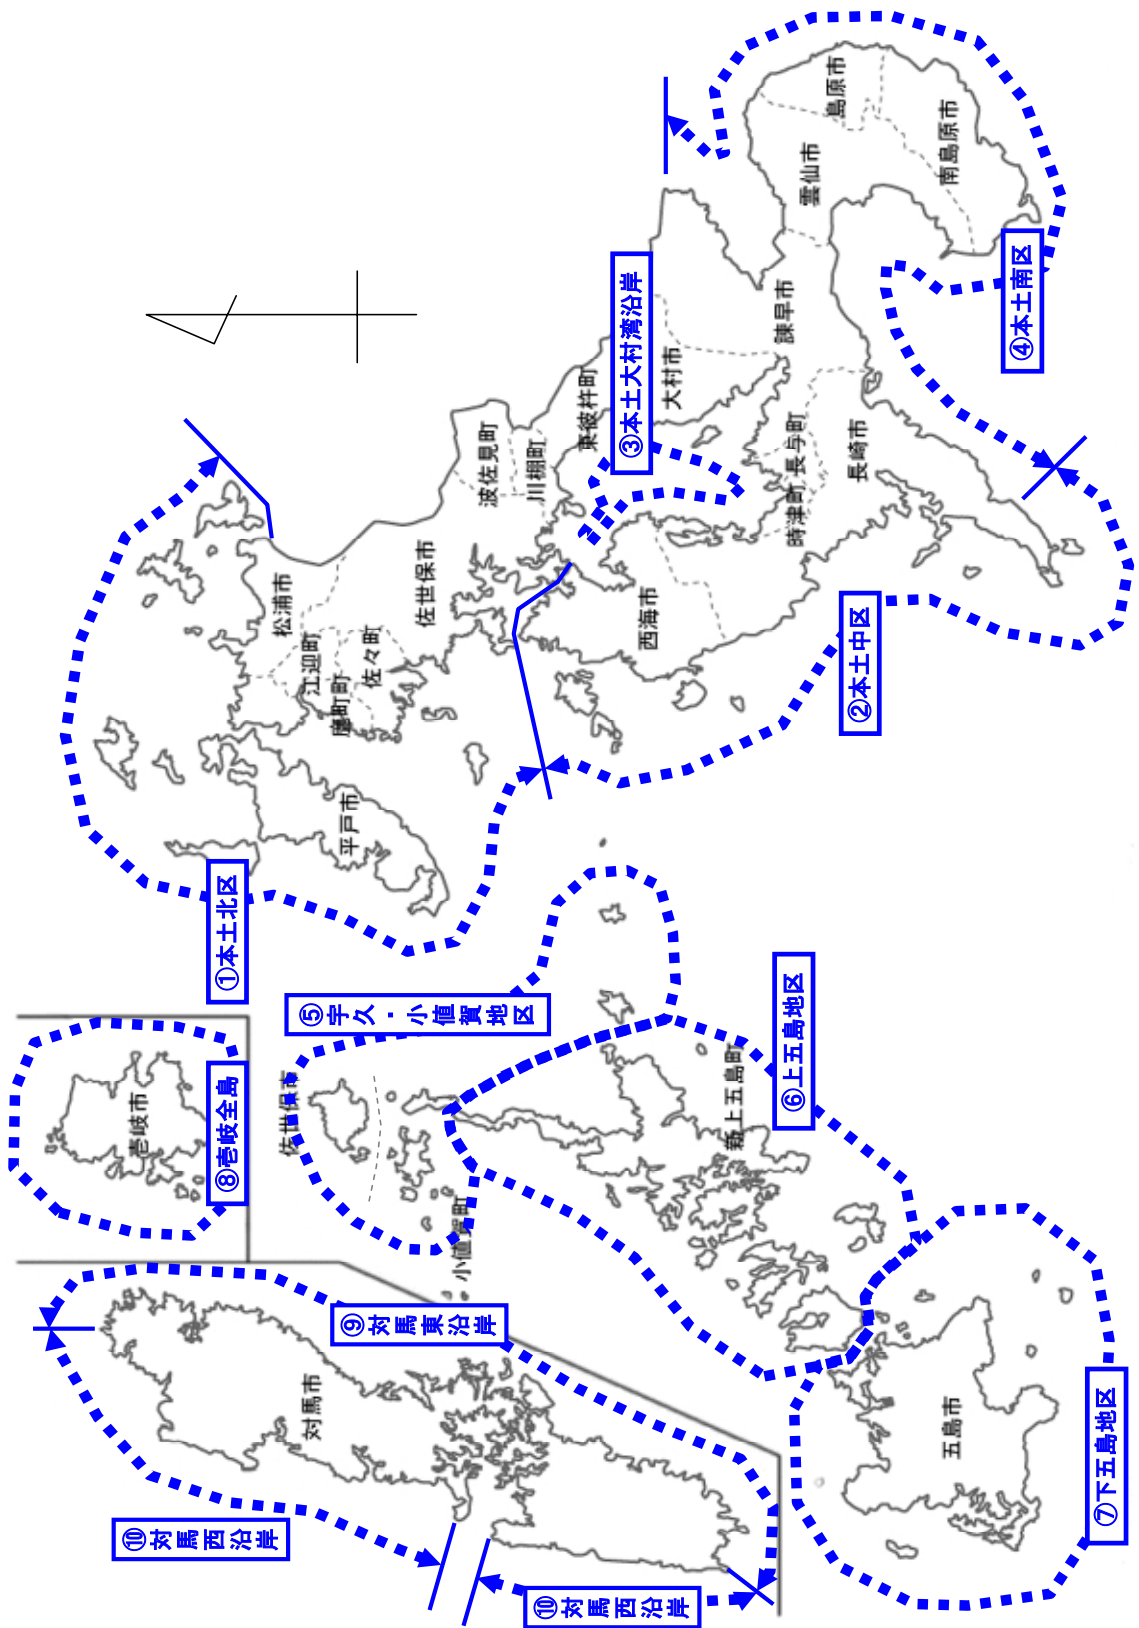 ①本土北区
②本土中区
③本土大村湾沿岸
④本土南区
⑤宇久・小値賀地区
⑥上五島地区
⑦下五島地区
⑧壱岐全島
⑨対馬東沿岸
⑩対馬西沿岸
⑩対馬西沿岸
松浦市
江迎町
鹿町町
佐々町
佐世保市
平戸市
波佐見町
川棚町
東彼杵町
大村市
諫早市
長与町
時津町
長崎市
西海市
雲仙市
島原市
南島原市
佐世保市
小値賀町
新上五島町
五島市
壱岐市
対馬市